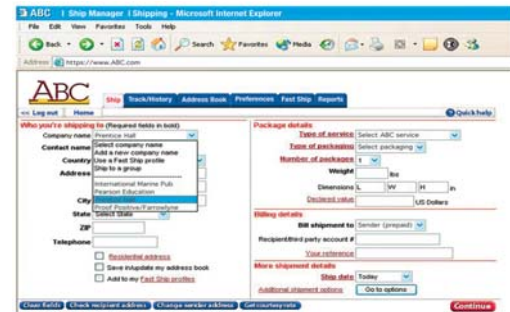 ABC | Ship Manager | Shipping - Microsoft Internet Explorer
File Edit View Favorites Tools Help
Back Search Favorites Media
Address https://www.ABC.com
ABC
Ship Track/History Address Book Preferences Fast Ship Reports
<< Log out Home Quick help
Who you're shipping to (Required fields in bold)
Company name Prentice Hall
Select company name
Add a new company name
Use a Fast Ship profile
Ship to a group
International Marine Pub
Pearson Education
Prentice Hall
Proof Positive/Farrowlyne
Contact name
Country
Address
City
State Select State
ZIP
Telephone
Residential address
Save in/update my address book
Add to my Fast Ship profiles
Package details
Type of service Select ABC service
Type of packaging Select packaging
Number of packages 1
Weight lbs
Dimensions L W H in
Declared value US Dollars
Billing details
Bill shipment to Sender (prepaid)
Recipient/third party account #
Your reference
More shipment details
Ship date Today
Additional shipment options Go to options
Clean fields Check recipient address Change sender address Get courtesy rate Continue